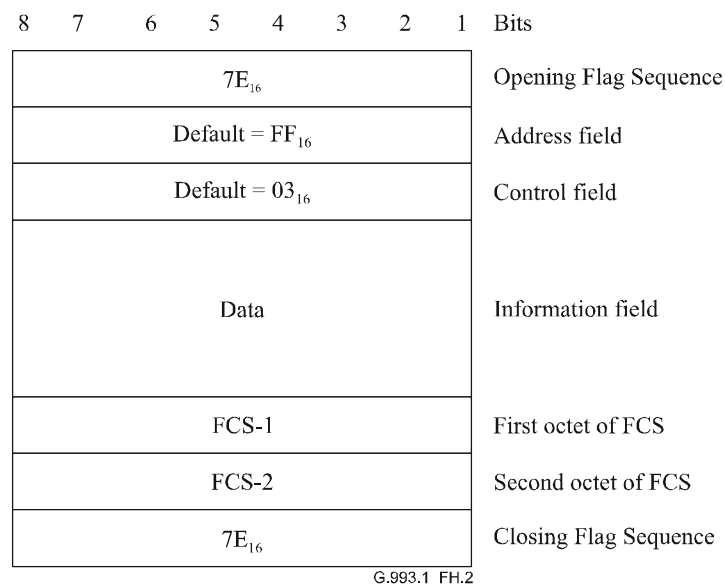 8 7 6 5 4 3 2 1 Bits
7E₁₆ Opening Flag Sequence
Default = FF₁₆ Address field
Default = 03₁₆ Control field
Data Information field
FCS-1 First octet of FCS
FCS-2 Second octet of FCS
7E₁₆ Closing Flag Sequence
G.993.1 FH.2